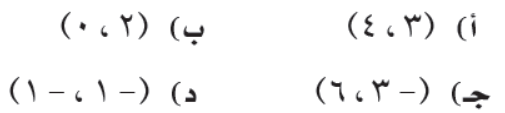 أ) (٣ ، ٤) ب) (٢ ، ٠)
جـ) (− ٣ ، ٦) د) (− ١ ، − ١)